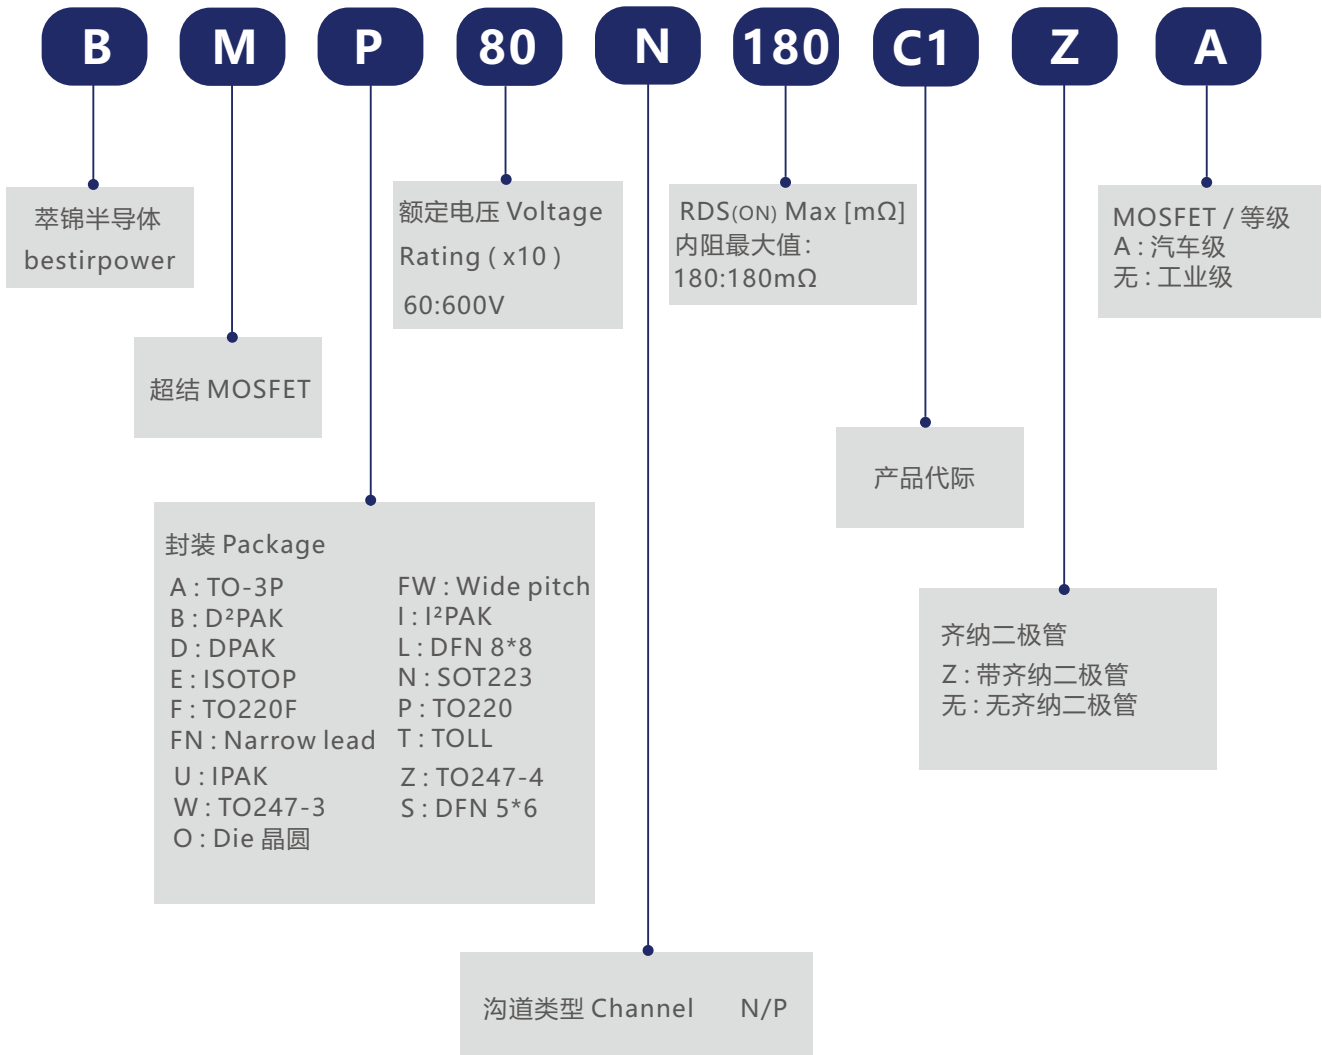 B M P 80 N 180 C1 Z A
萃锦半导体
bestirpower
超结 MOSFET
封装 Package
A : TO-3P
B : D²PAK
D : DPAK
E : ISOTOP
F : TO220F
FN : Narrow lead
U : IPAK
W : TO247-3
O : Die 晶圆
FW : Wide pitch
I : I²PAK
L : DFN 8*8
N : SOT223
P : TO220
T : TOLL
Z : TO247-4
S : DFN 5*6
额定电压 Voltage
Rating ( x10 )
60:600V
沟道类型 Channel N/P
RDS(ON) Max [mΩ]
内阻最大值:
180:180mΩ
产品代际
齐纳二极管
Z : 带齐纳二极管
无 : 无齐纳二极管
MOSFET / 等级
A : 汽车级
无 : 工业级